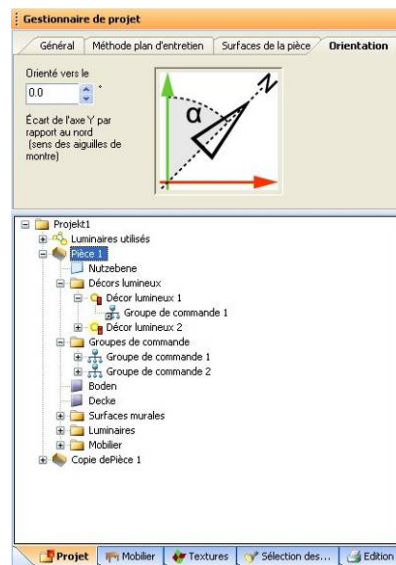 Gestionnaire de projet
Général
Méthode plan d'entretien
Surfaces de la pièce
Orientation
Orienté vers le
0.0 °
Écart de l'axe Y par
rapport au nord
(sens des aiguilles de
montre)
α
N
Projekt1
Luminaires utilisés
Pièce 1
Nutzebene
Décors lumineux
Décor lumineux 1
Groupe de commande 1
Décor lumineux 2
Groupes de commande
Groupe de commande 1
Groupe de commande 2
Boden
Decke
Surfaces murales
Luminaires
Mobilier
Copie dePièce 1
Projet
Mobilier
Textures
Sélection des...
Edition